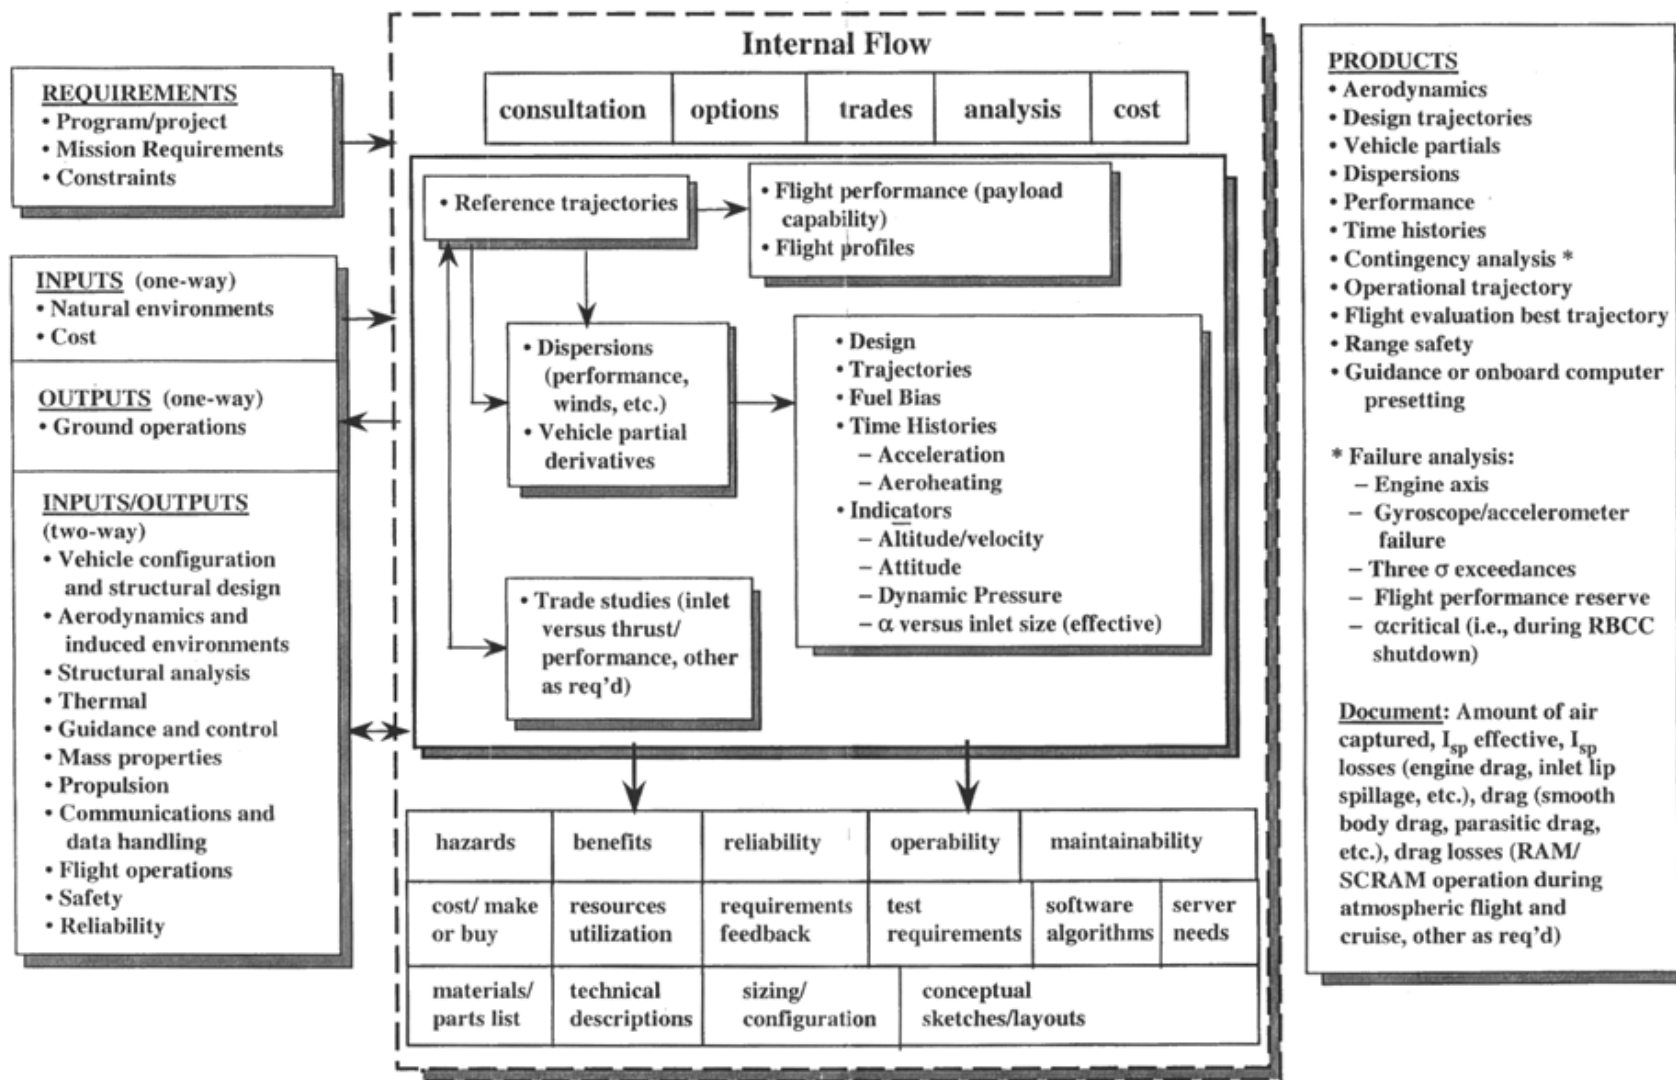 REQUIREMENTS
• Program/project
• Mission Requirements
• Constraints
INPUTS (one-way)
• Natural environments
• Cost
OUTPUTS (one-way)
• Ground operations
INPUTS/OUTPUTS
(two-way)
• Vehicle configuration
and structural design
• Aerodynamics and
induced environments
• Structural analysis
• Thermal
• Guidance and control
• Mass properties
• Propulsion
• Communications and
data handling
• Flight operations
• Safety
• Reliability
Internal Flow
consultation
options
trades
analysis
cost
• Reference trajectories
• Flight performance (payload
capability)
• Flight profiles
• Dispersions
(performance,
winds, etc.)
• Vehicle partial
derivatives
• Design
• Trajectories
• Fuel Bias
• Time Histories
– Acceleration
– Aeroheating
• Indicators
– Altitude/velocity
– Attitude
– Dynamic Pressure
– α versus inlet size (effective)
• Trade studies (inlet
versus thrust/
performance, other
as req'd)
hazards
benefits
reliability
operability
maintainability
cost/ make
or buy
resources
utilization
requirements
feedback
test
requirements
software
algorithms
server
needs
materials/
parts list
technical
descriptions
sizing/
configuration
conceptual
sketches/layouts
PRODUCTS
• Aerodynamics
• Design trajectories
• Vehicle partials
• Dispersions
• Performance
• Time histories
• Contingency analysis *
• Operational trajectory
• Flight evaluation best trajectory
• Range safety
• Guidance or onboard computer
presetting
* Failure analysis:
– Engine axis
– Gyroscope/accelerometer
failure
– Three σ exceedances
– Flight performance reserve
– αcritical (i.e., during RBCC
shutdown)
Document: Amount of air
captured, Isp effective, Isp
losses (engine drag, inlet lip
spillage, etc.), drag (smooth
body drag, parasitic drag,
etc.), drag losses (RAM/
SCRAM operation during
atmospheric flight and
cruise, other as req'd)